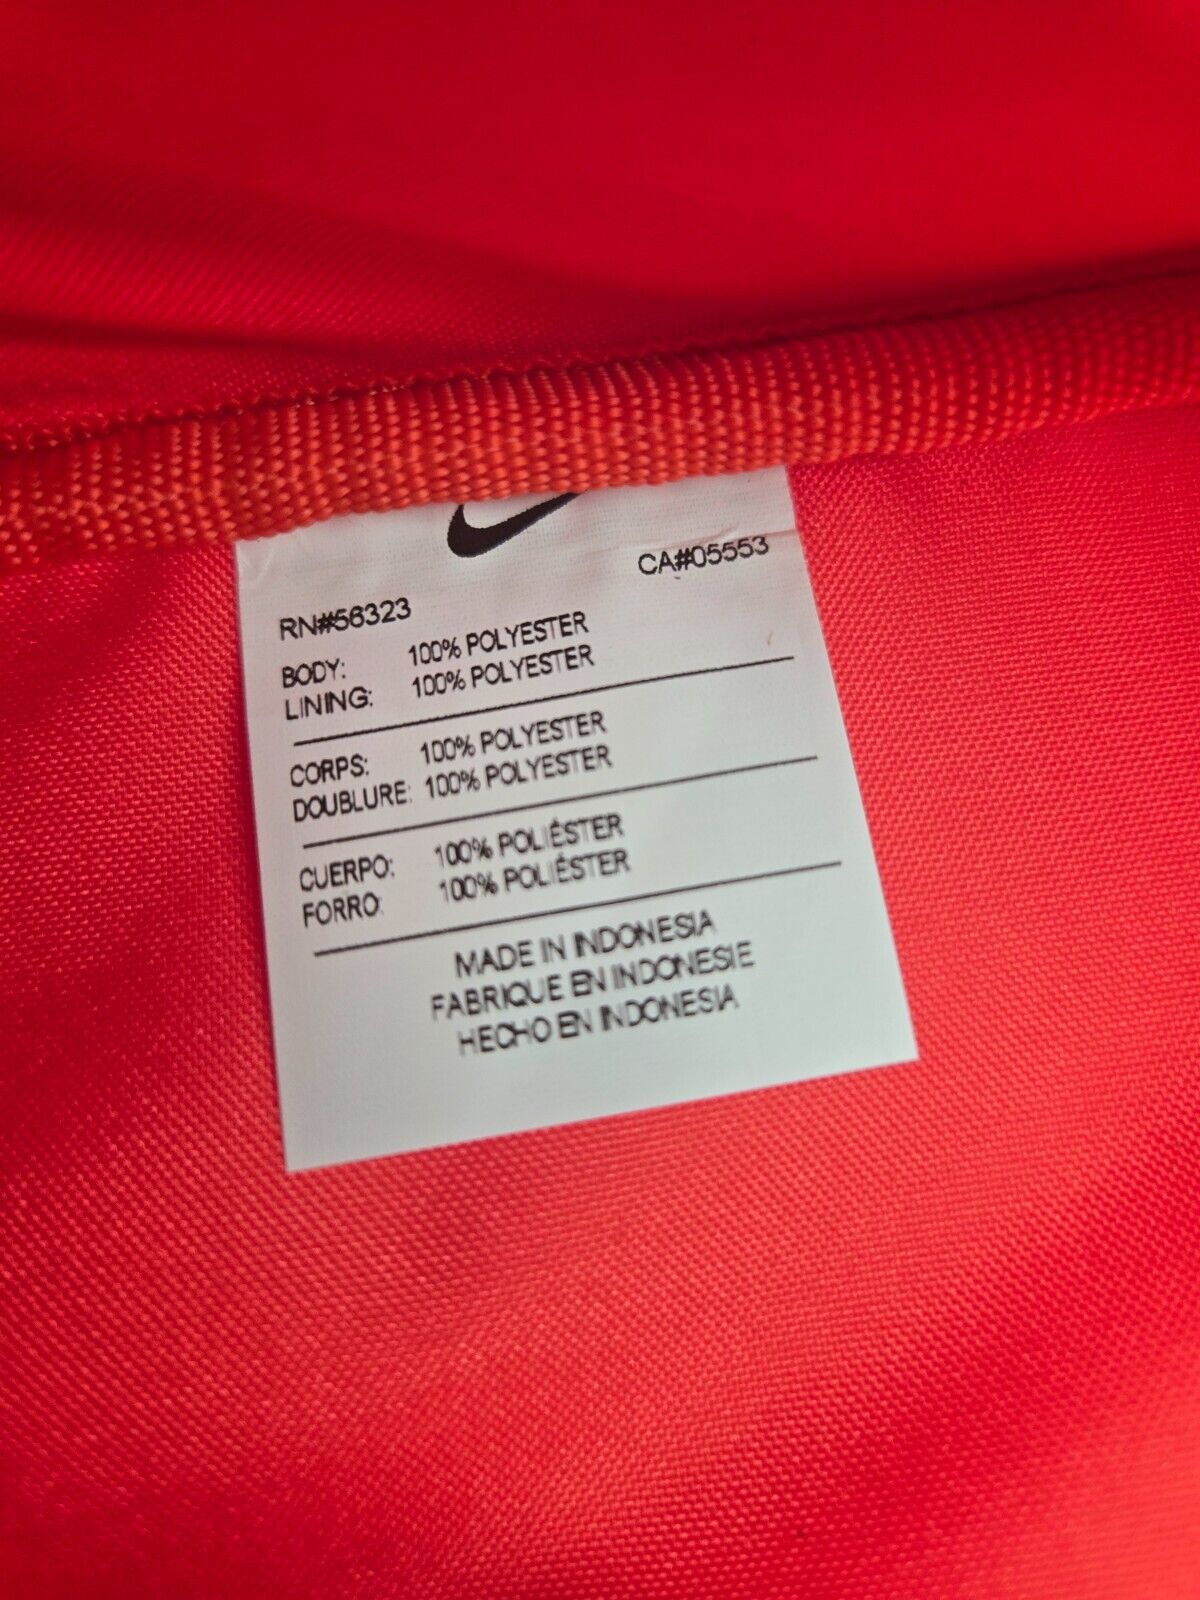 CA#05553
RN#56323
BODY: 100% POLYESTER
LINING: 100% POLYESTER
CORPS: 100% POLYESTER
DOUBLURE: 100% POLYESTER
CUERPO: 100% POLIÉSTER
FORRO: 100% POLIÉSTER
MADE IN INDONESIA
FABRIQUE EN INDONESIE
HECHO EN INDONESIA